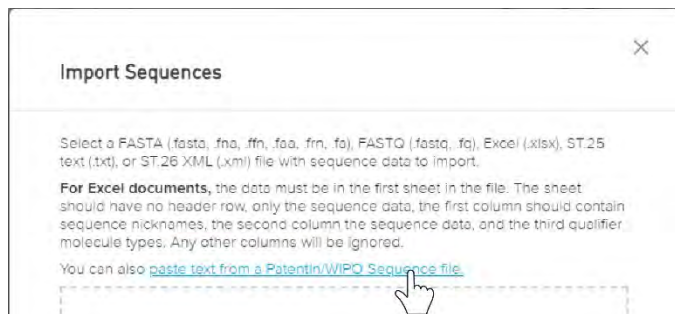 Import Sequences
Select a FASTA (.fasta, .fna, .ffn, .faa, .frn, .fa), FASTQ (.fastq, .fq), Excel (.xlsx), ST.25
text (.txt), or ST.26 XML (.xml) file with sequence data to import.
For Excel documents, the data must be in the first sheet in the file. The sheet
should have no header row, only the sequence data, the first column should contain
sequence nicknames, the second column the sequence data, and the third qualifier
molecule types. Any other columns will be ignored.
You can also paste text from a PatentIn/WIPO Sequence file.